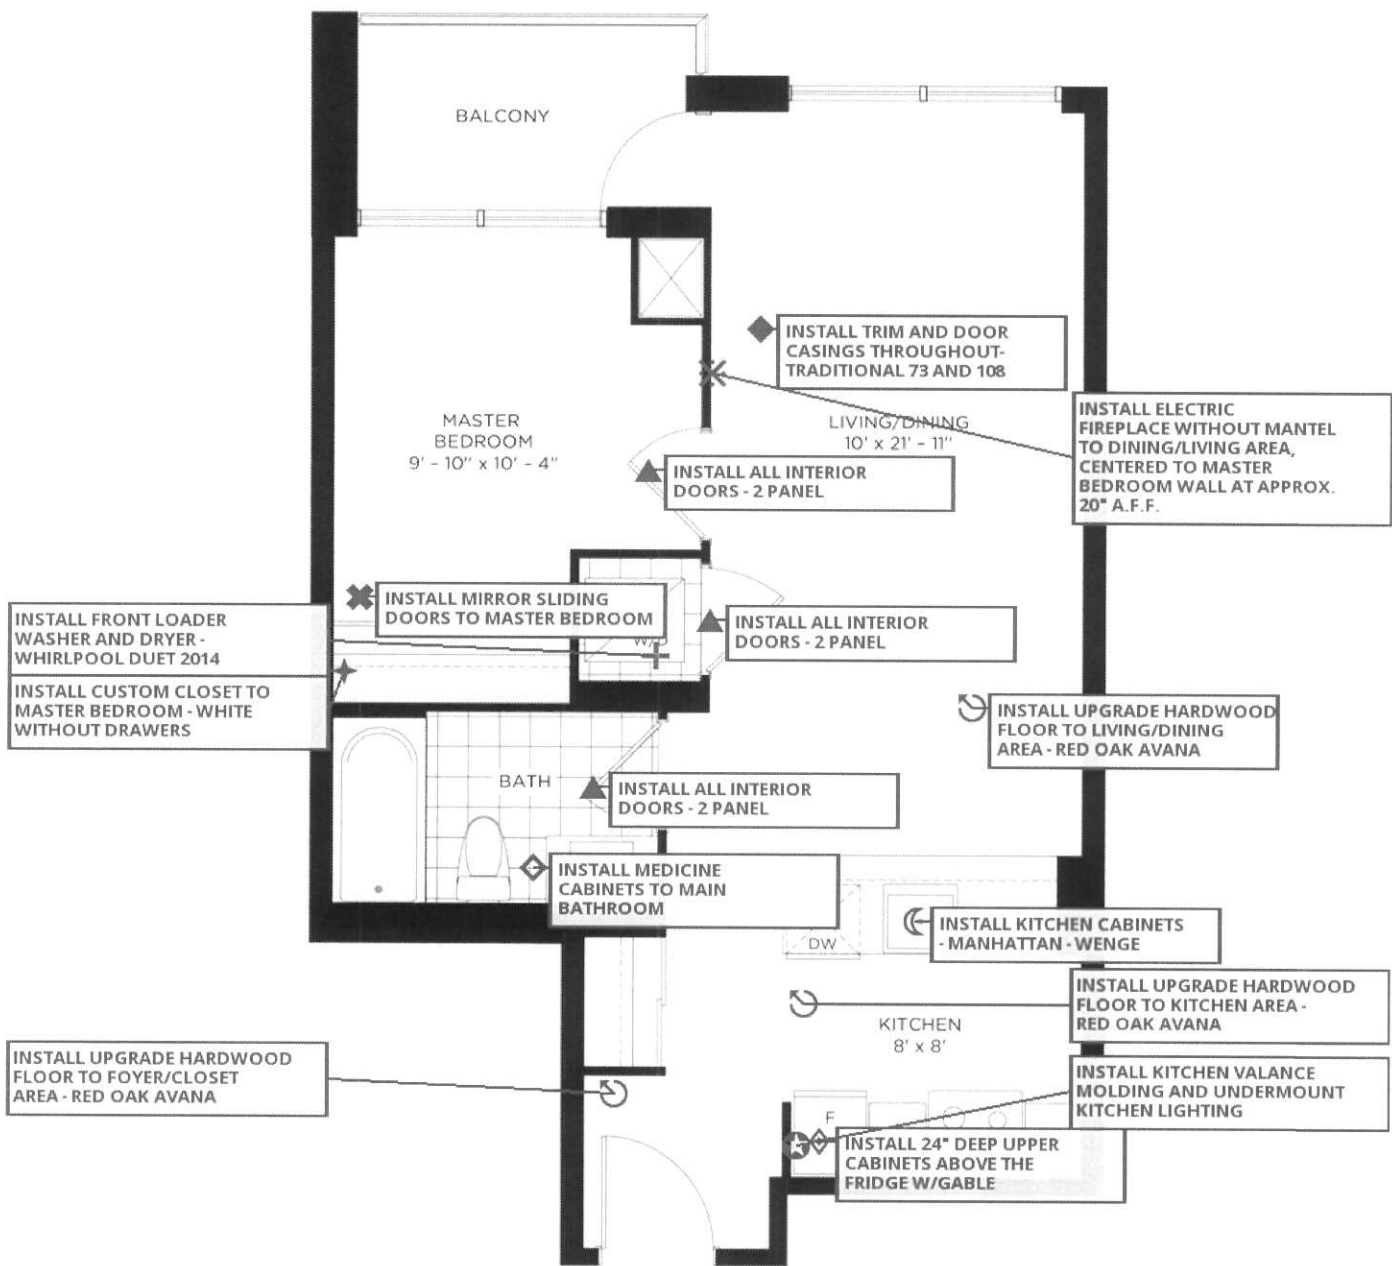 BALCONY
INSTALL TRIM AND DOOR
CASINGS THROUGHOUT-
TRADITIONAL 73 AND 108
MASTER
BEDROOM
9' - 10" x 10' - 4"
LIVING/DINING
10' x 21' - 11"
INSTALL ELECTRIC
FIREPLACE WITHOUT MANTEL
TO DINING/LIVING AREA,
CENTERED TO MASTER
BEDROOM WALL AT APPROX.
20" A.F.F.
INSTALL ALL INTERIOR
DOORS - 2 PANEL
INSTALL MIRROR SLIDING
DOORS TO MASTER BEDROOM
INSTALL FRONT LOADER
WASHER AND DRYER -
WHIRLPOOL DUET 2014
INSTALL ALL INTERIOR
DOORS - 2 PANEL
W/D
INSTALL CUSTOM CLOSET TO
MASTER BEDROOM - WHITE
WITHOUT DRAWERS
INSTALL UPGRADE HARDWOOD
FLOOR TO LIVING/DINING
AREA - RED OAK AVANA
BATH
INSTALL ALL INTERIOR
DOORS - 2 PANEL
INSTALL MEDICINE
CABINETS TO MAIN
BATHROOM
INSTALL KITCHEN CABINETS
- MANHATTAN - WENGE
DW
INSTALL UPGRADE HARDWOOD
FLOOR TO KITCHEN AREA -
RED OAK AVANA
KITCHEN
8' x 8'
INSTALL UPGRADE HARDWOOD
FLOOR TO FOYER/CLOSET
AREA - RED OAK AVANA
INSTALL KITCHEN VALANCE
MOLDING AND UNDERMOUNT
KITCHEN LIGHTING
F
INSTALL 24" DEEP UPPER
CABINETS ABOVE THE
FRIDGE W/GABLE